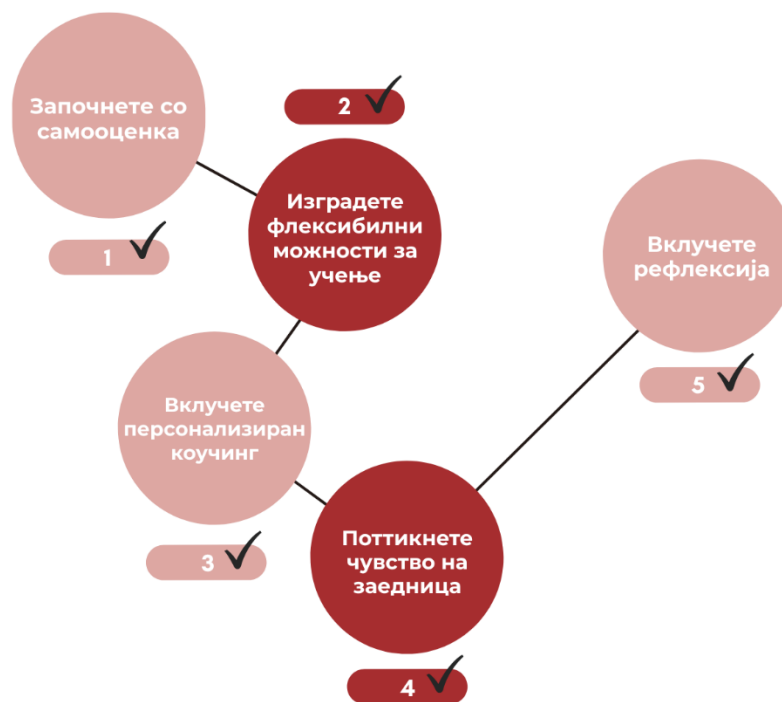 Започнете со
самооценка
1
2
Изградете
флексибилни
можности за
учење
Вклучете
персонализиран
коучинг
3
Поттикнете
чувство на
заедница
4
Вклучете
рефлексија
5